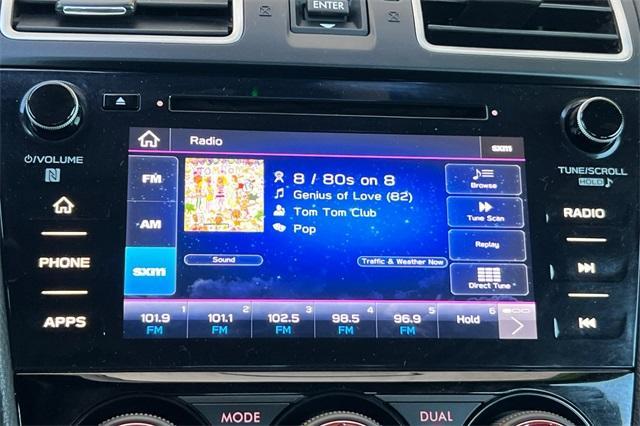 ENTER
POWER/VOLUME
N
PHONE
APPS
Radio
sxm
FM
AM
sxm
8 / 80s on 8
Genius of Love (82)
Tom Tom Club
Pop
Sound
Traffic & Weather Now
Browse
Tune Scan
Replay
Direct Tune
1 2 3 4 5 6
101.9 101.1 102.5 98.5 96.9 Hold
FM FM FM FM FM
TUNE/SCROLL
HOLD
RADIO
MODE
DUAL